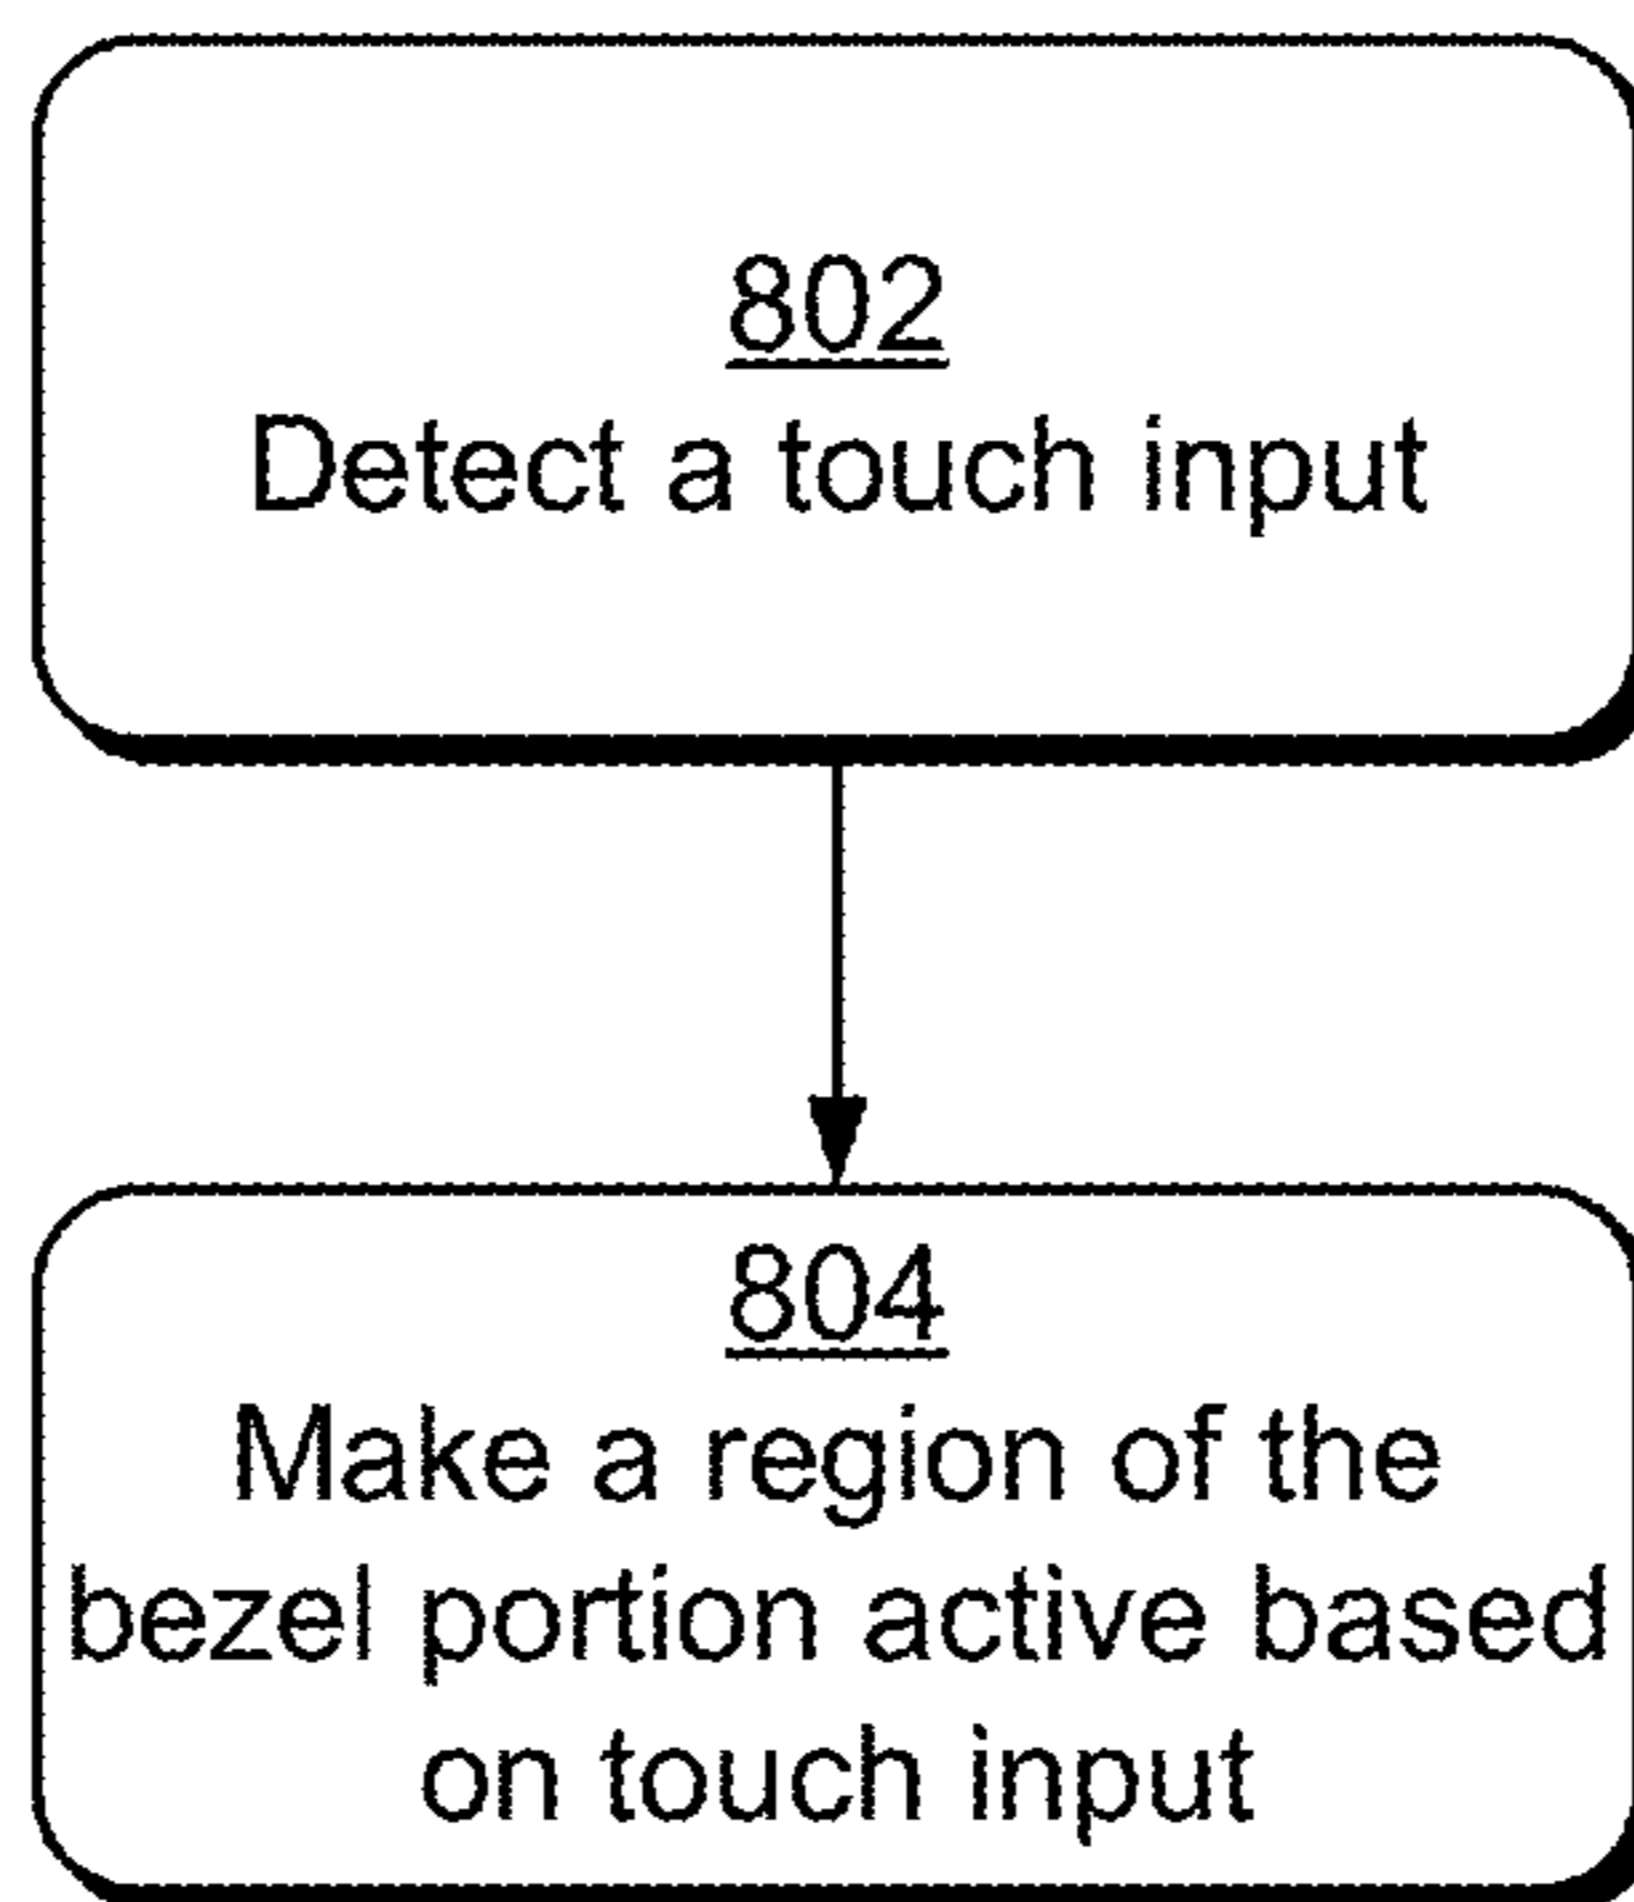 802
Detect a touch input
804
Make a region of the
bezel portion active based
on touch input